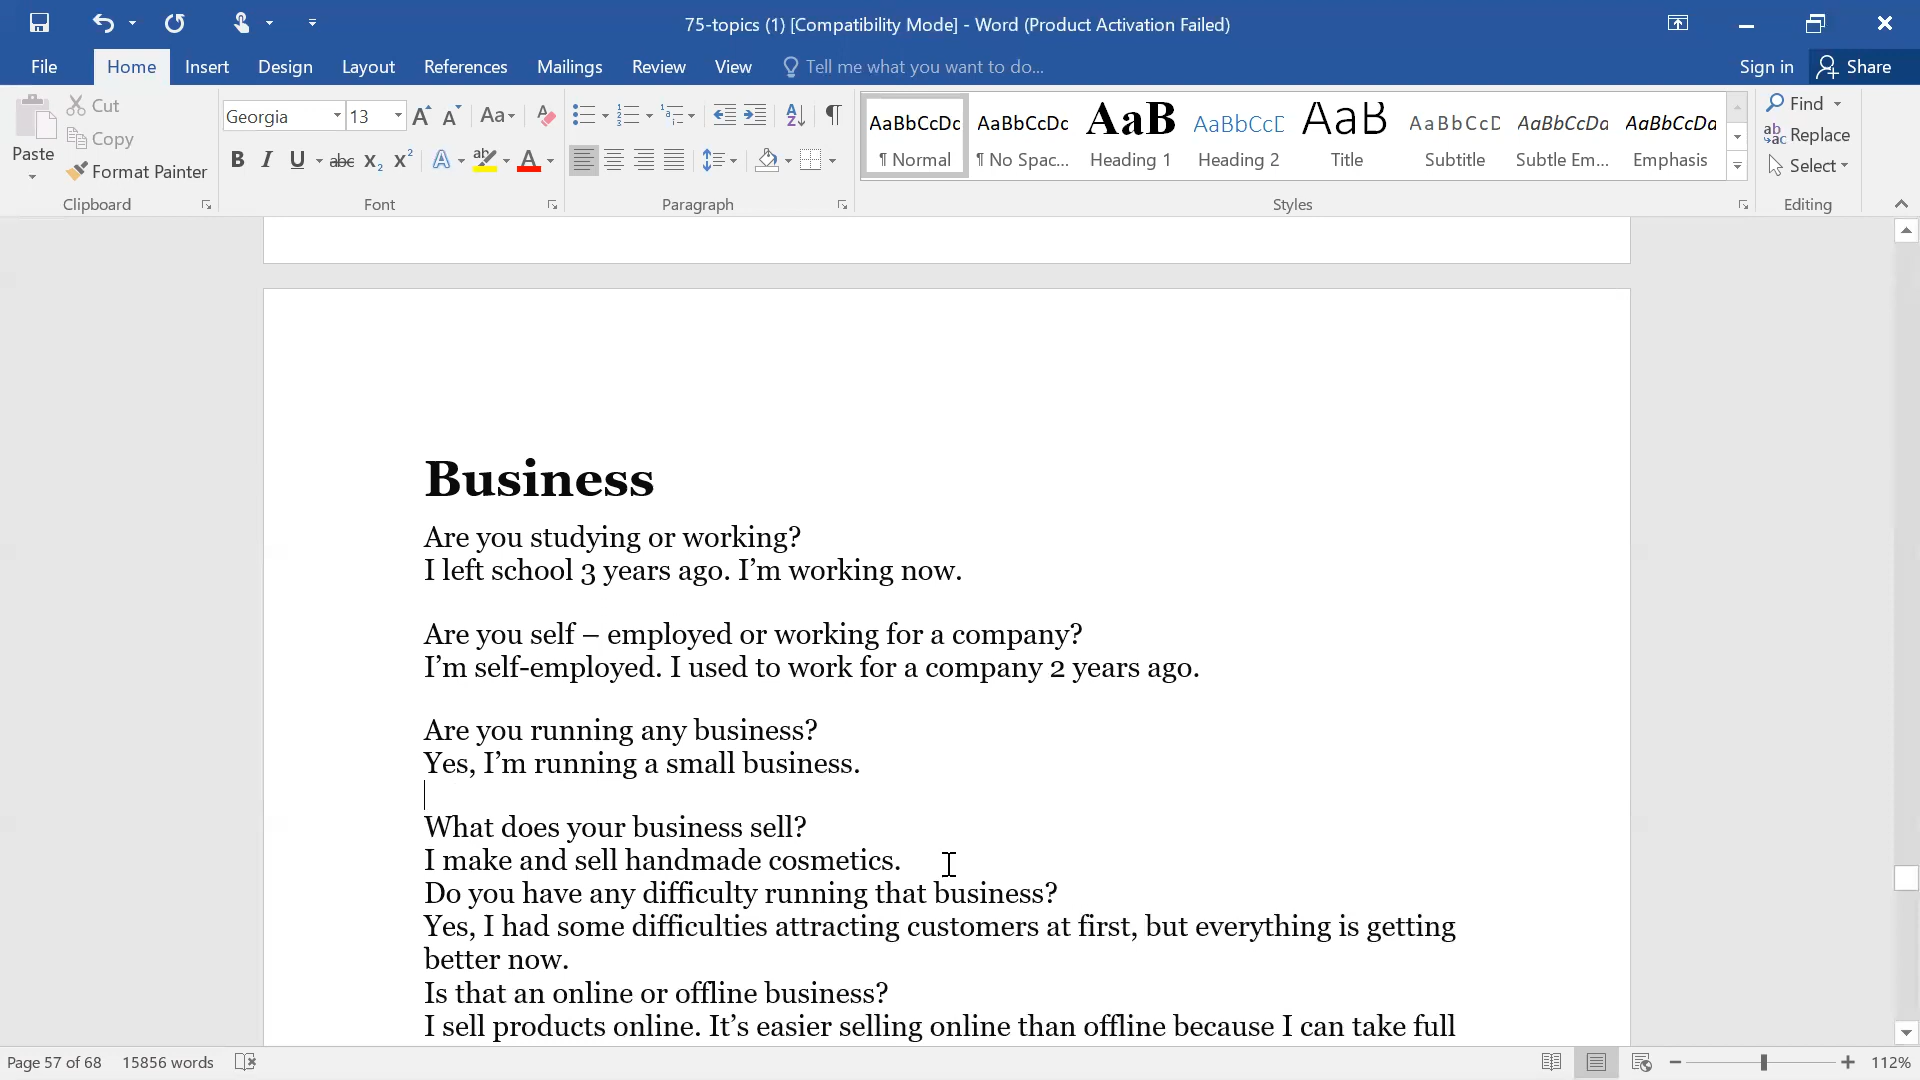 75-topics (1) [Compatibility Mode] - Word (Product Activation Failed)
File Home Insert Design Layout References Mailings Review View Tell me what you want to do... Sign in Share
Paste Cut Copy Format Painter Clipboard
Georgia 13 Aa Font
Paragraph
AaBbCcDc ¶ Normal
AaBbCcDc ¶ No Spac...
AaB Heading 1
AaBbCcD Heading 2
AaB Title
AaBbCcD Subtitle
AaBbCcDd Subtle Em...
AaBbCcDd Emphasis
Styles
Find Replace Select Editing
Business
Are you studying or working?
I left school 3 years ago. I’m working now.
Are you self – employed or working for a company?
I’m self-employed. I used to work for a company 2 years ago.
Are you running any business?
Yes, I’m running a small business.
What does your business sell?
I make and sell handmade cosmetics.
Do you have any difficulty running that business?
Yes, I had some difficulties attracting customers at first, but everything is getting
better now.
Is that an online or offline business?
I sell products online. It’s easier selling online than offline because I can take full
Page 57 of 68 15856 words 112%